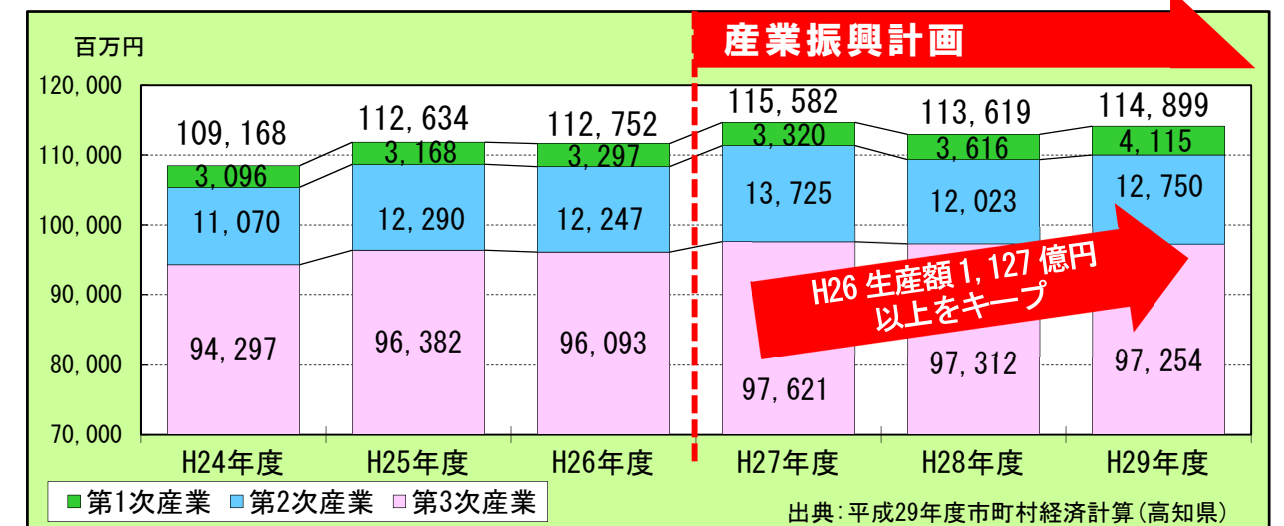 産業振興計画
百万円
120,000
110,000
100,000
90,000
80,000
70,000
109,168
112,634
112,752
115,582
113,619
114,899
3,096
3,168
3,297
3,320
3,616
4,115
11,070
12,290
12,247
13,725
12,023
12,750
H26 生産額 1,127 億円
以上をキープ
94,297
96,382
96,093
97,621
97,312
97,254
H24年度
H25年度
H26年度
H27年度
H28年度
H29年度
第1次産業 第2次産業 第3次産業
出典:平成29年度市町村経済計算(高知県)